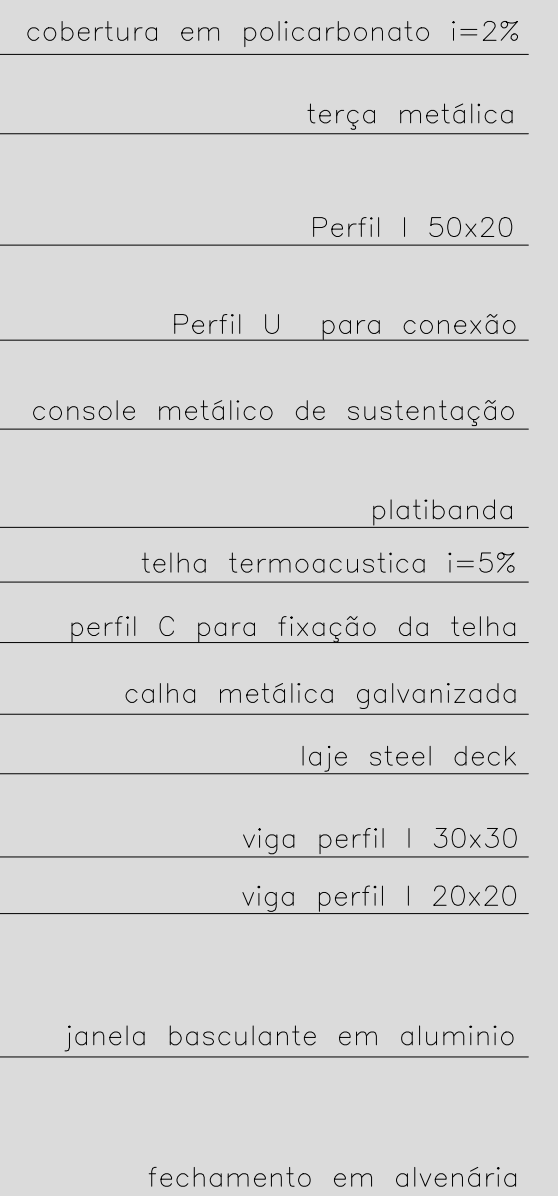 cobertura em policarbonato i=2%
terça metálica
Perfil I 50x20
Perfil U para conexão
console metálico de sustentação
platibanda
telha termoacustica i=5%
perfil C para fixação da telha
calha metálica galvanizada
laje steel deck
viga perfil I 30x30
viga perfil I 20x20
janela basculante em aluminio
fechamento em alvenária